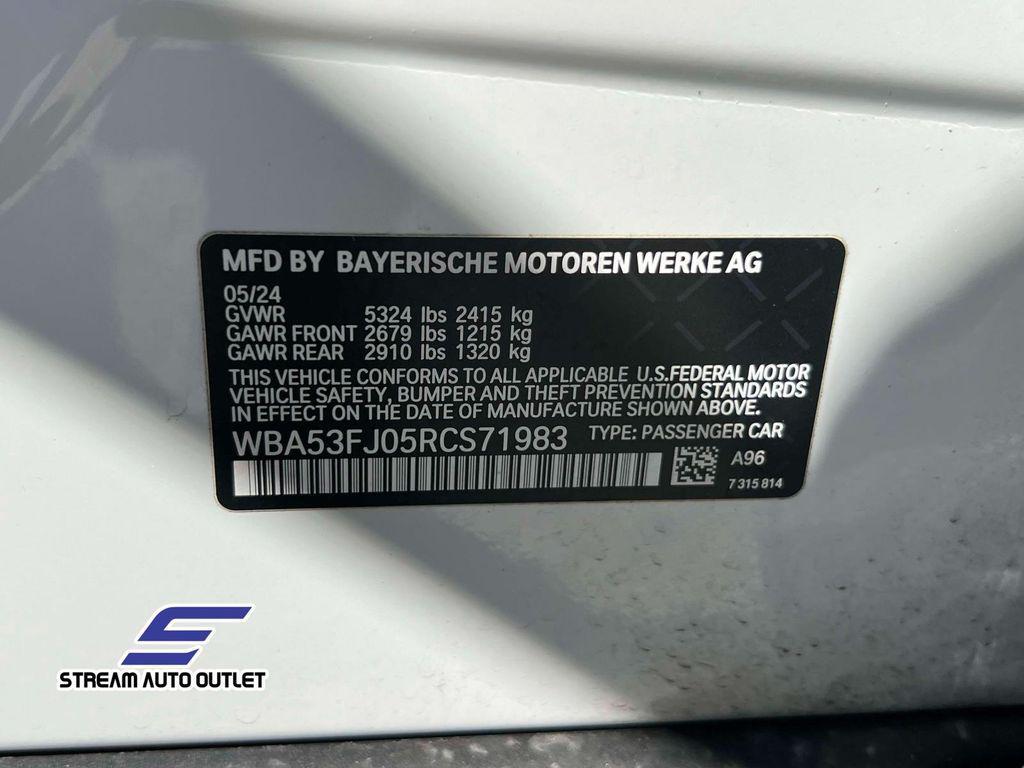 MFD BY BAYERISCHE MOTOREN WERKE AG
05/24
GVWR 5324 lbs 2415 kg
GAWR FRONT 2679 lbs 1215 kg
GAWR REAR 2910 lbs 1320 kg
THIS VEHICLE CONFORMS TO ALL APPLICABLE U.S.FEDERAL MOTOR
VEHICLE SAFETY, BUMPER AND THEFT PREVENTION STANDARDS
IN EFFECT ON THE DATE OF MANUFACTURE SHOWN ABOVE.
WBA53FJ05RCS71983 TYPE: PASSENGER CAR
A96
7 315 814
STREAM AUTO OUTLET